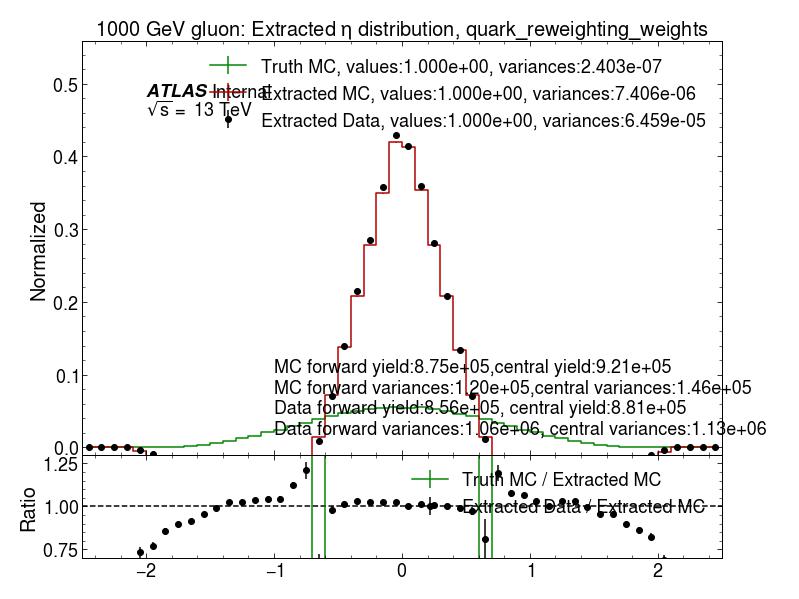 1000 GeV gluon: Extracted η distribution, quark_reweighting_weights
Truth MC, values:1.000e+00, variances:2.403e-07
ATLAS Internal
Extracted MC, values:1.000e+00, variances:7.406e-06
√s = 13 TeV
Extracted Data, values:1.000e+00, variances:6.459e-05
0.5
0.4
0.3
0.2
0.1
0.0
Normalized
MC forward yield:8.75e+05,central yield:9.21e+05
MC forward variances:1.20e+05,central variances:1.46e+05
Data forward yield:8.56e+05, central yield:8.81e+05
Data forward variances:1.06e+06, central variances:1.13e+06
1.25
1.00
0.75
Ratio
Truth MC / Extracted MC
Extracted Data / Extracted MC
−2 −1 0 1 2